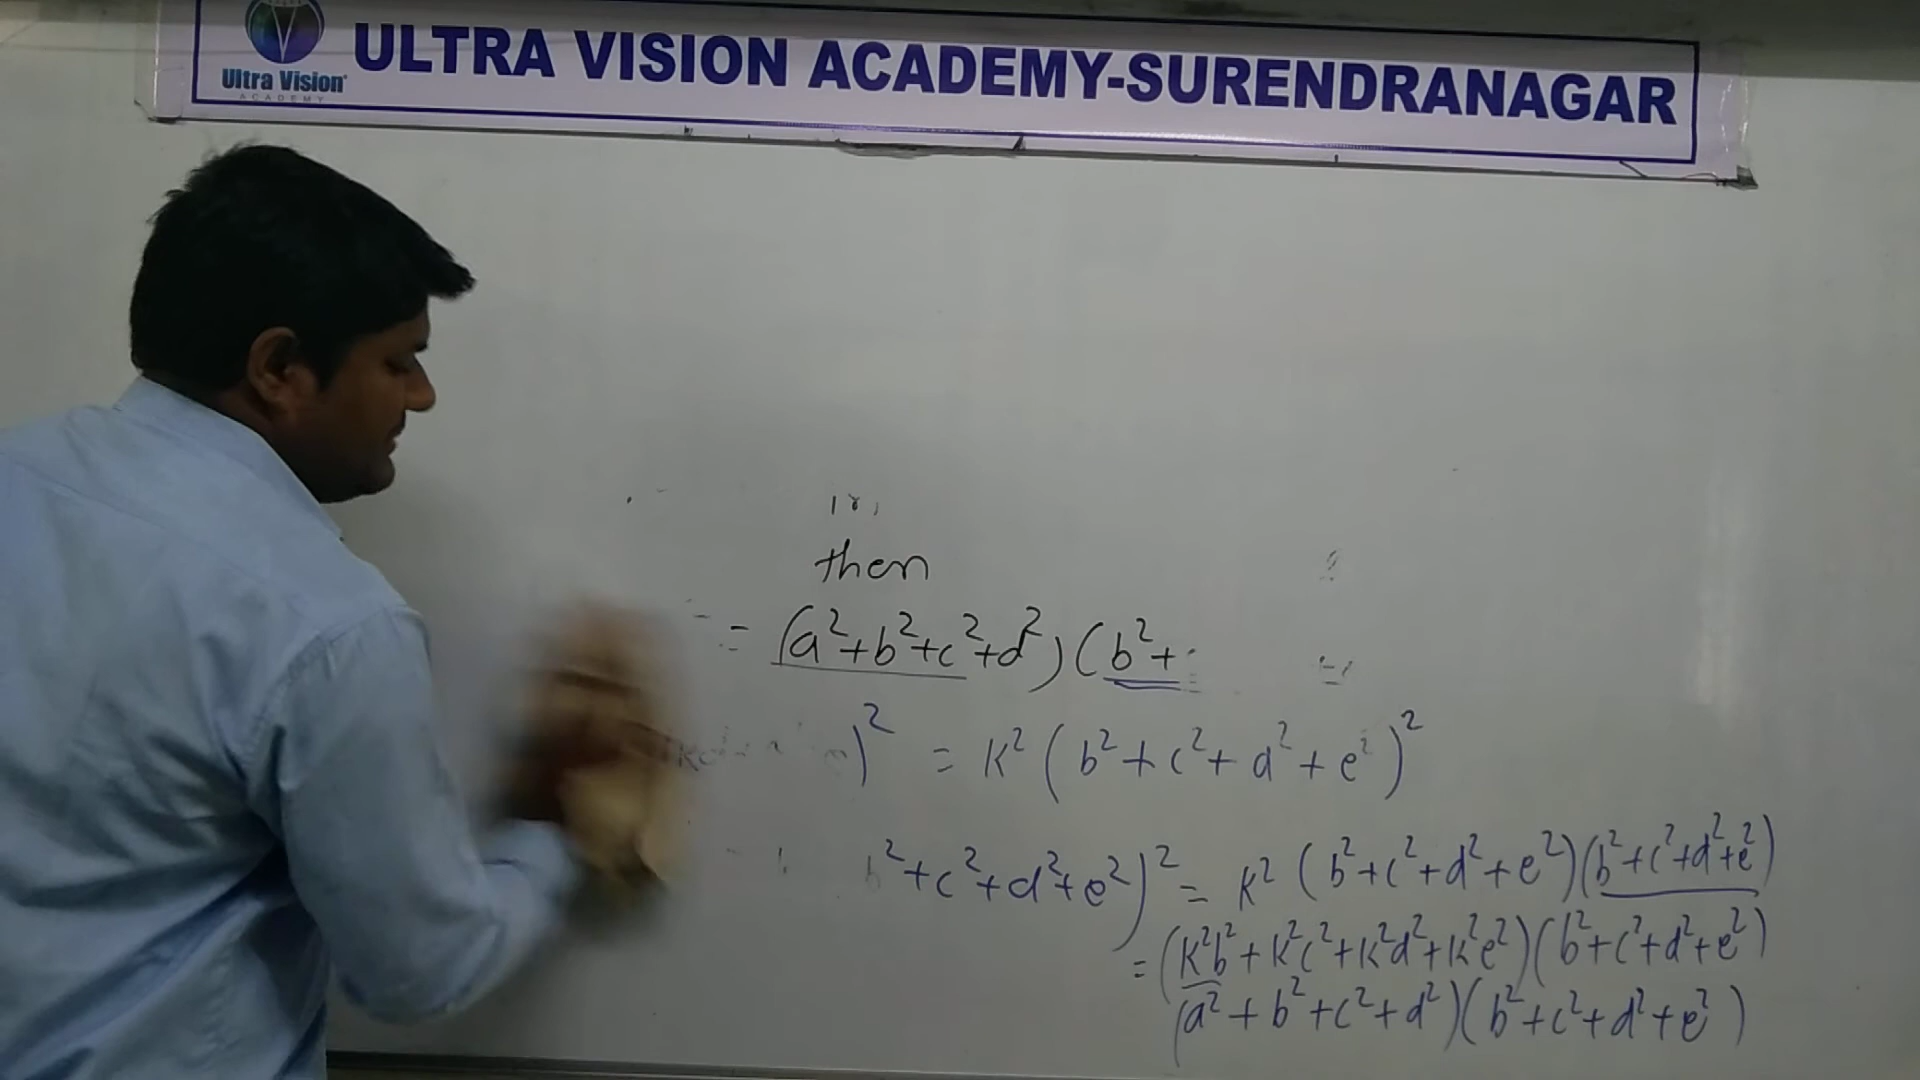 Ultra Vision
ACADEMY
ULTRA VISION ACADEMY-SURENDRANAGAR
then
= (a²+b²+c²+d²)(b²+
)² = K²(b²+c²+d²+e²)²
b²+c²+d²+e²)² = K²(b²+c²+d²+e²)(b²+c²+d²+e²)
= (K²b²+K²c²+K²d²+K²e²)(b²+c²+d²+e²)
(a²+b²+c²+d²)(b²+c²+d²+e²)